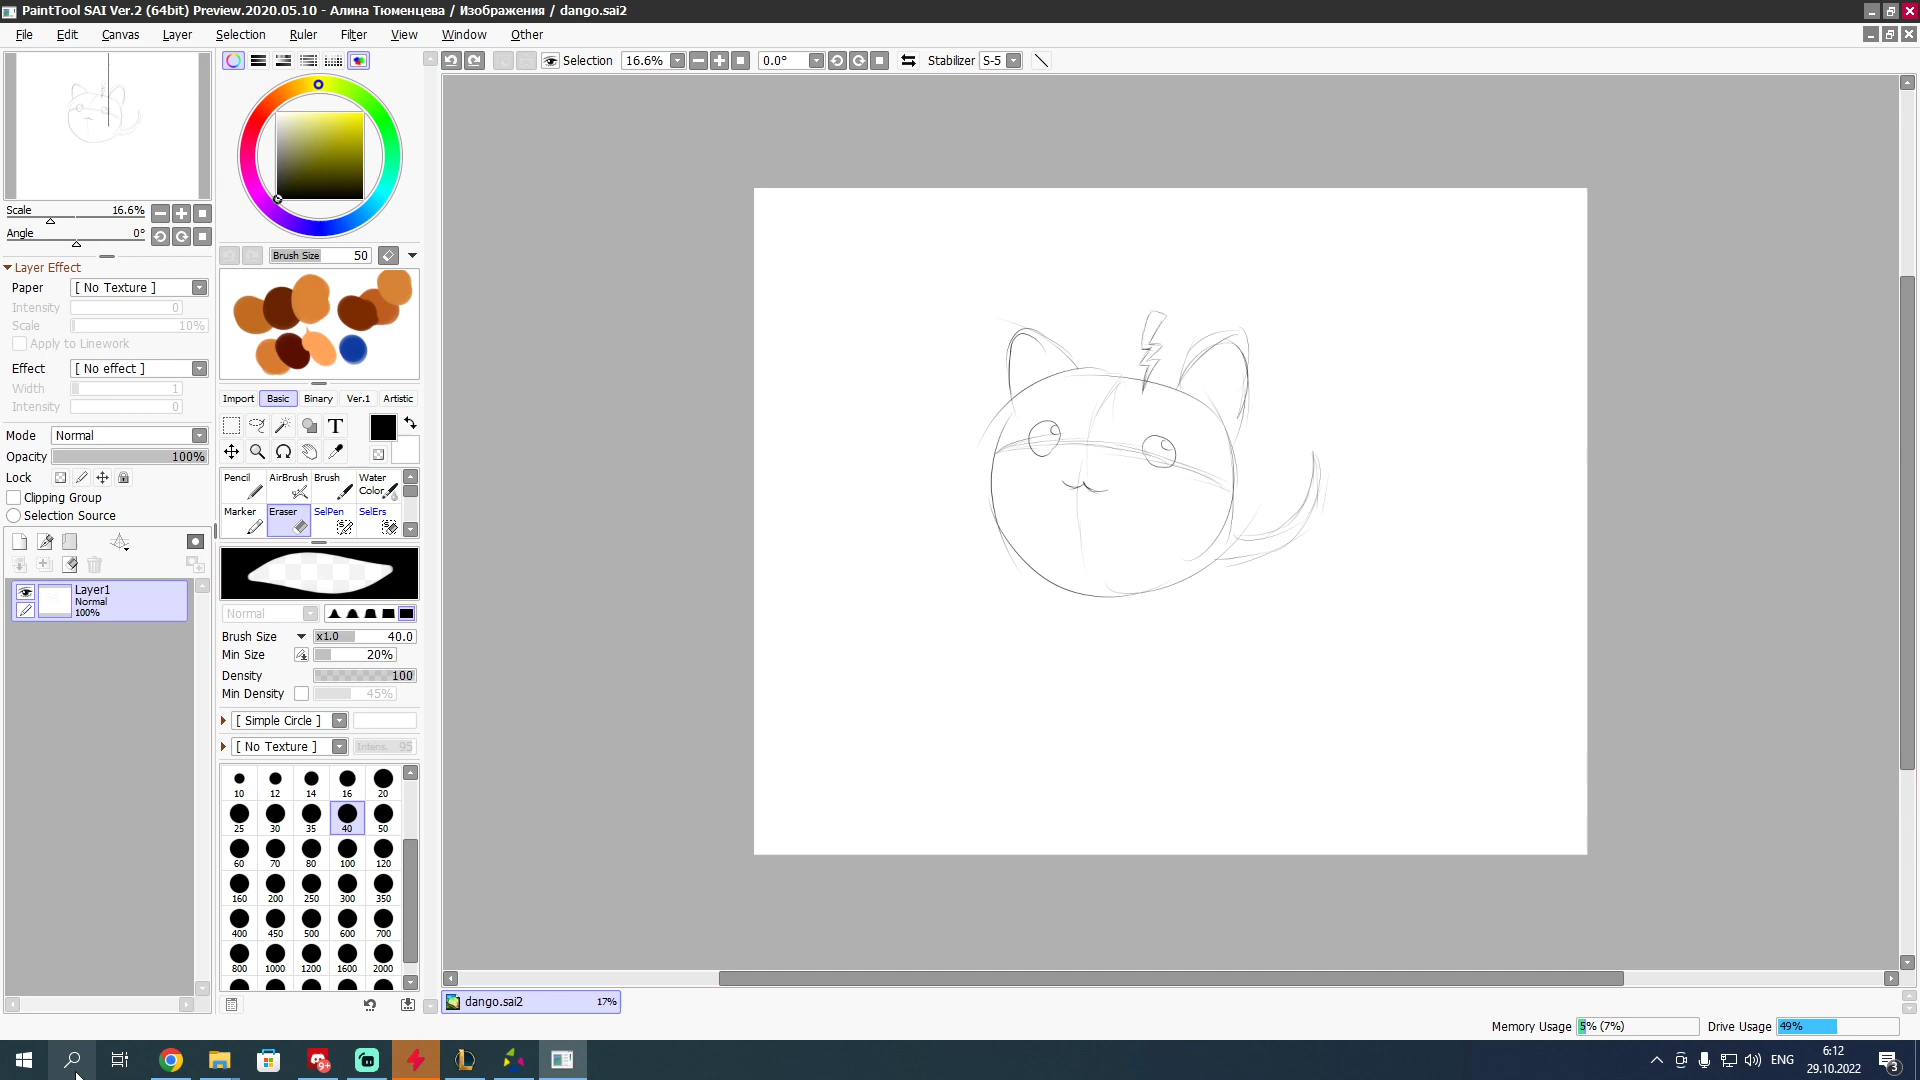 PaintTool SAI Ver.2 (64bit) Preview.2020.05.10 - Алина Тюменцева / Изображения / dango.sai2
File Edit Canvas Layer Selection Ruler Filter View Window Other
Selection 16.6% 0.0° Stabilizer S-5
Scale 16.6%
Angle 0°
Layer Effect
Paper [ No Texture ]
Intensity 0
Scale 10%
Apply to Linework
Effect [ No effect ]
Width 1
Intensity 0
Mode Normal
Opacity 100%
Lock
Clipping Group
Selection Source
Layer1
Normal
100%
Brush Size 50
Import Basic Binary Ver.1 Artistic
T
Pencil AirBrush Brush Water Color
Marker Eraser SelPen SelErs
Normal
Brush Size x1.0 40.0
Min Size 20%
Density 100
Min Density 45%
[ Simple Circle ]
[ No Texture ] Intens. 95
10 12 14 16 20
25 30 35 40 50
60 70 80 100 120
160 200 250 300 350
400 450 500 600 700
800 1000 1200 1600 2000
dango.sai2 17%
Memory Usage 5% (7%) Drive Usage 49%
9+
ENG
6:12
29.10.2022
3